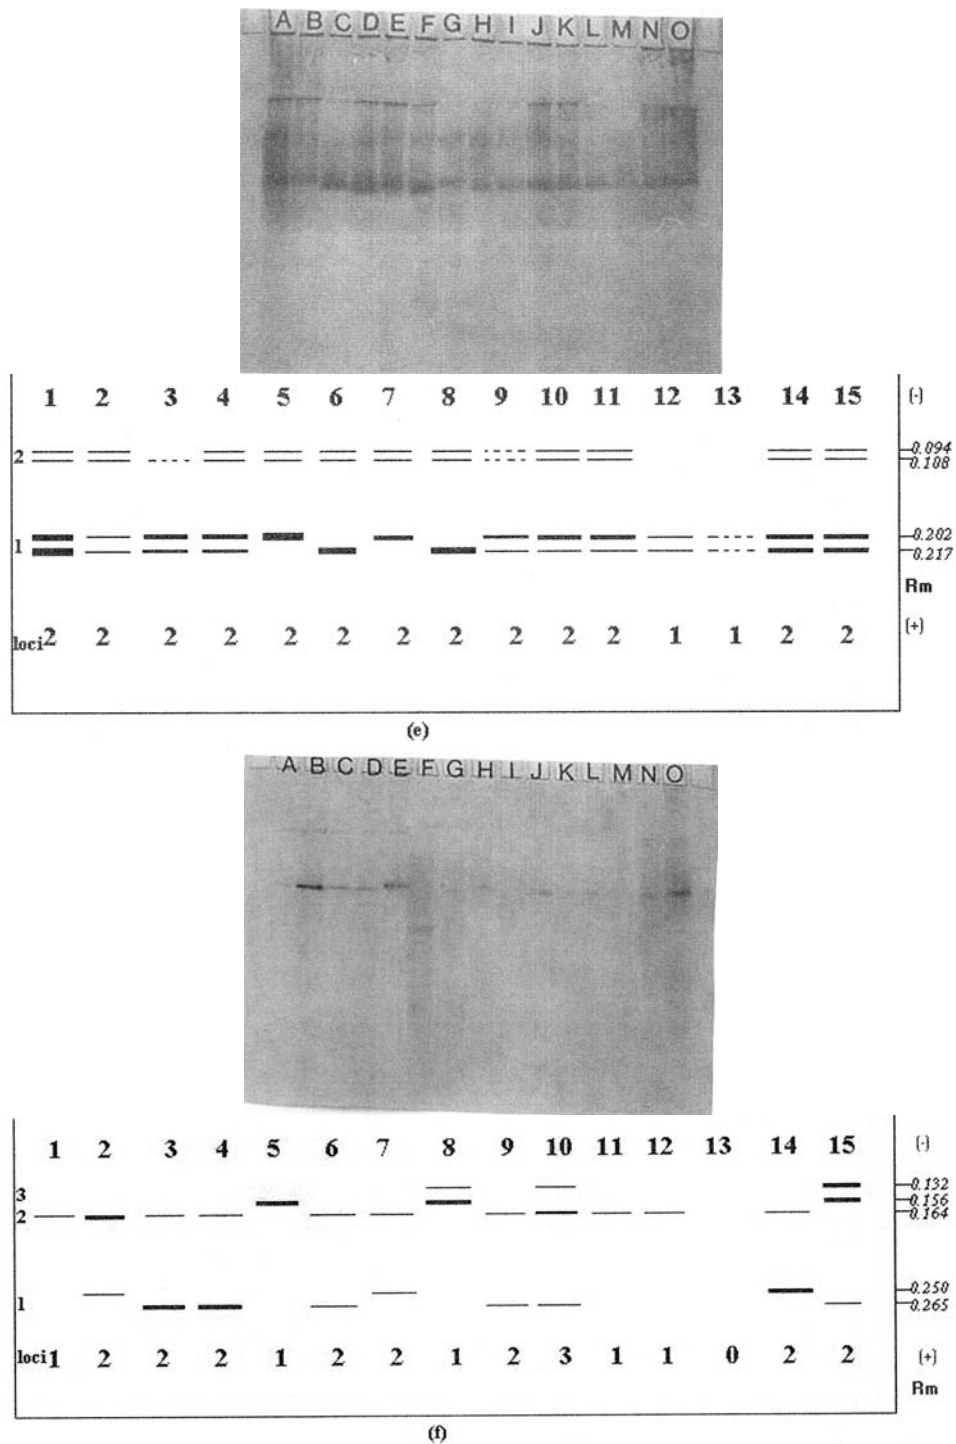 A B C D E F G H I J K L M N O
1 2 3 4 5 6 7 8 9 10 11 12 13 14 15 (-)
2 0.094
0.108
1 0.202
0.217
Rm
loci 2 2 2 2 2 2 2 2 2 2 2 1 1 2 2 (+)
(e)
A B C D E F G H I J K L M N O
1 2 3 4 5 6 7 8 9 10 11 12 13 14 15 (-)
0.132
3 0.156
2 0.164
0.250
1 0.265
loci 1 2 2 2 1 2 2 1 2 3 1 1 0 2 2 (+)
Rm
(f)